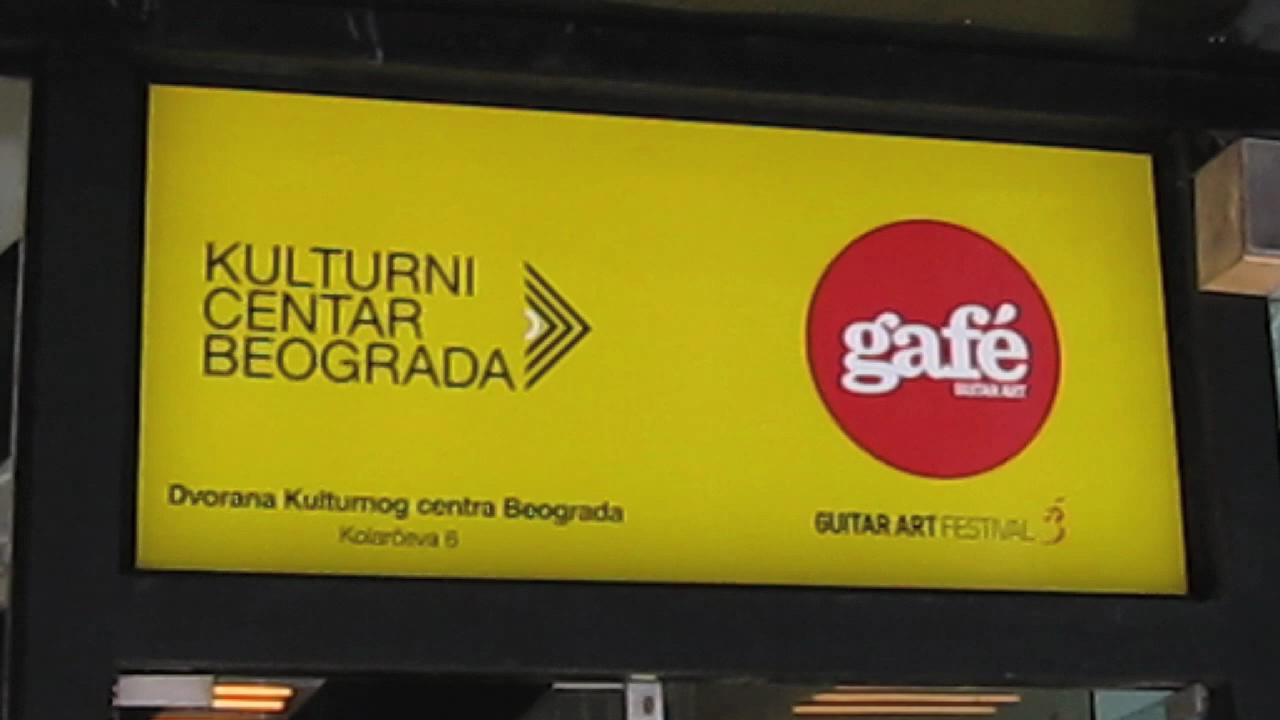 KULTURNI
CENTAR
BEOGRADA
Dvorana Kulturnog centra Beograda
Kolarčeva 6
gafé
GUITAR ART
GUITAR ART FESTIVAL